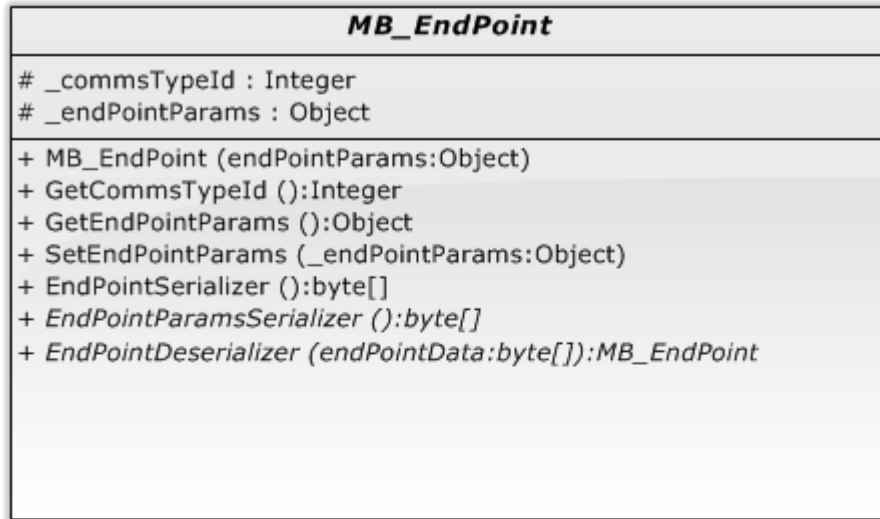 MB_EndPoint
# _commsTypeId : Integer
# _endPointParams : Object
+ MB_EndPoint (endPointParams:Object)
+ GetCommsTypeId ():Integer
+ GetEndPointParams ():Object
+ SetEndPointParams (_endPointParams:Object)
+ EndPointSerializer ():byte[]
+ EndPointParamsSerializer ():byte[]
+ EndPointDeserializer (endPointData:byte[]):MB_EndPoint